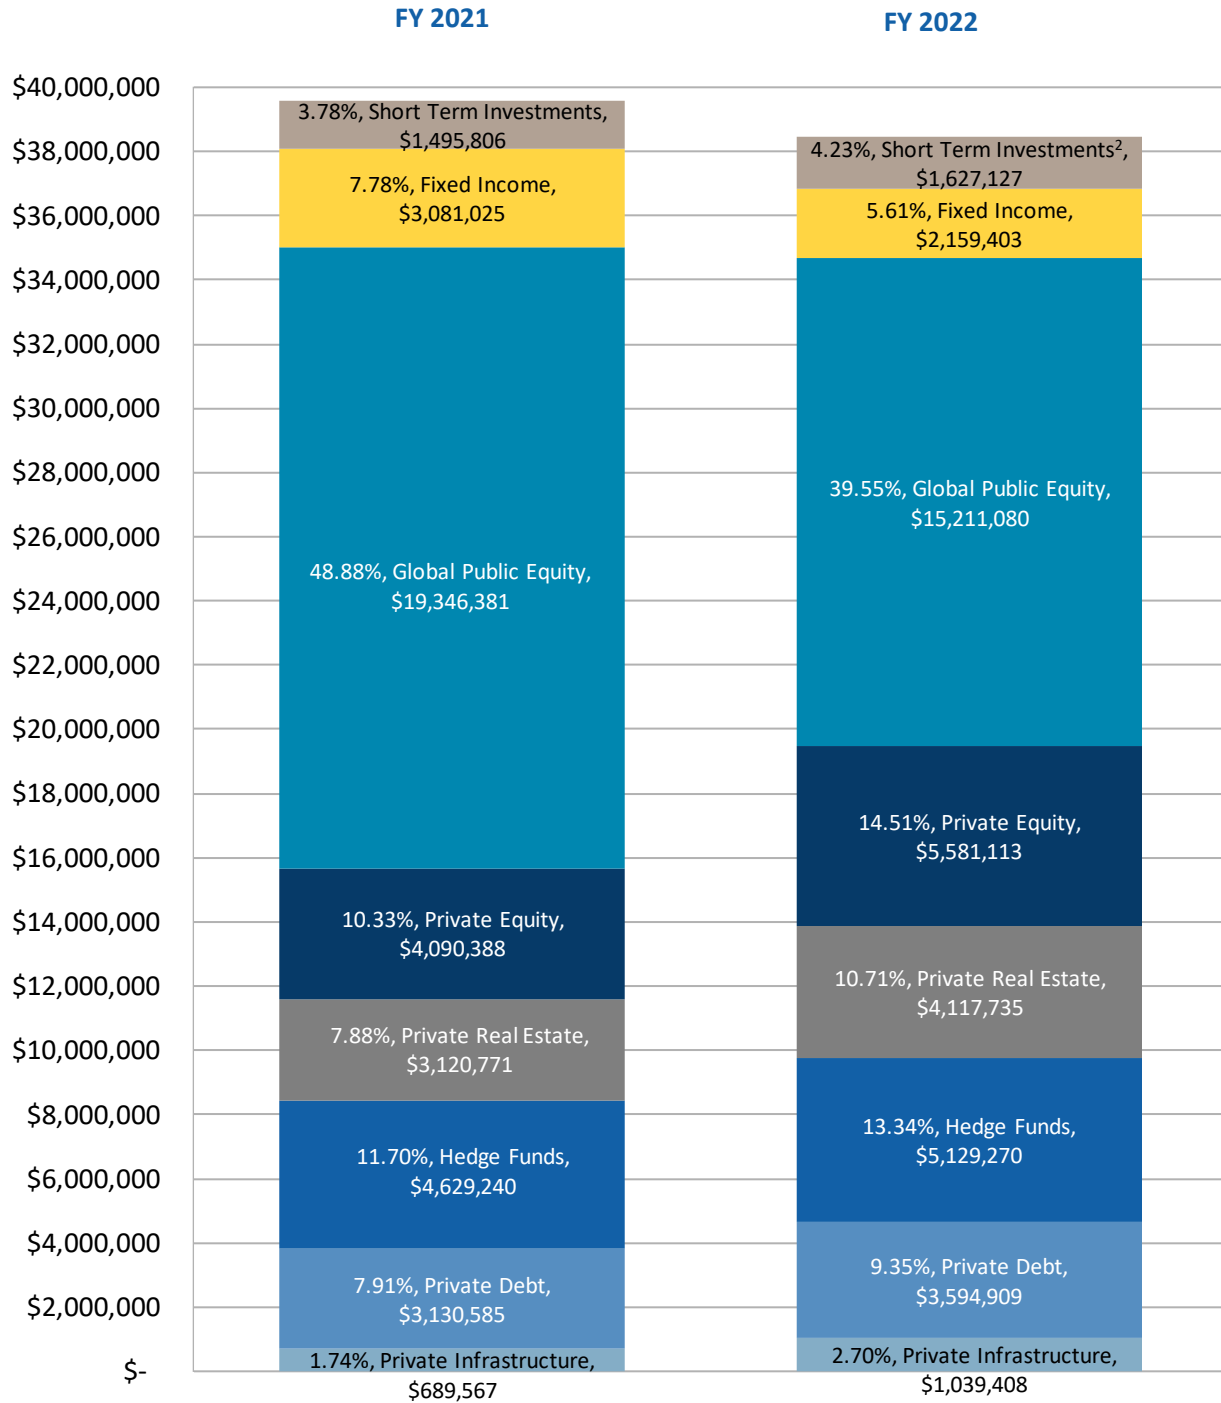 FY 2021
FY 2022
$40,000,000
$38,000,000
$36,000,000
$34,000,000
$32,000,000
$30,000,000
$28,000,000
$26,000,000
$24,000,000
$22,000,000
$20,000,000
$18,000,000
$16,000,000
$14,000,000
$12,000,000
$10,000,000
$8,000,000
$6,000,000
$4,000,000
$2,000,000
$-
3.78%, Short Term Investments,
$1,495,806
7.78%, Fixed Income,
$3,081,025
48.88%, Global Public Equity,
$19,346,381
10.33%, Private Equity,
$4,090,388
7.88%, Private Real Estate,
$3,120,771
11.70%, Hedge Funds,
$4,629,240
7.91%, Private Debt,
$3,130,585
1.74%, Private Infrastructure,
$689,567
4.23%, Short Term Investments²,
$1,627,127
5.61%, Fixed Income,
$2,159,403
39.55%, Global Public Equity,
$15,211,080
14.51%, Private Equity,
$5,581,113
10.71%, Private Real Estate,
$4,117,735
13.34%, Hedge Funds,
$5,129,270
9.35%, Private Debt,
$3,594,909
2.70%, Private Infrastructure,
$1,039,408